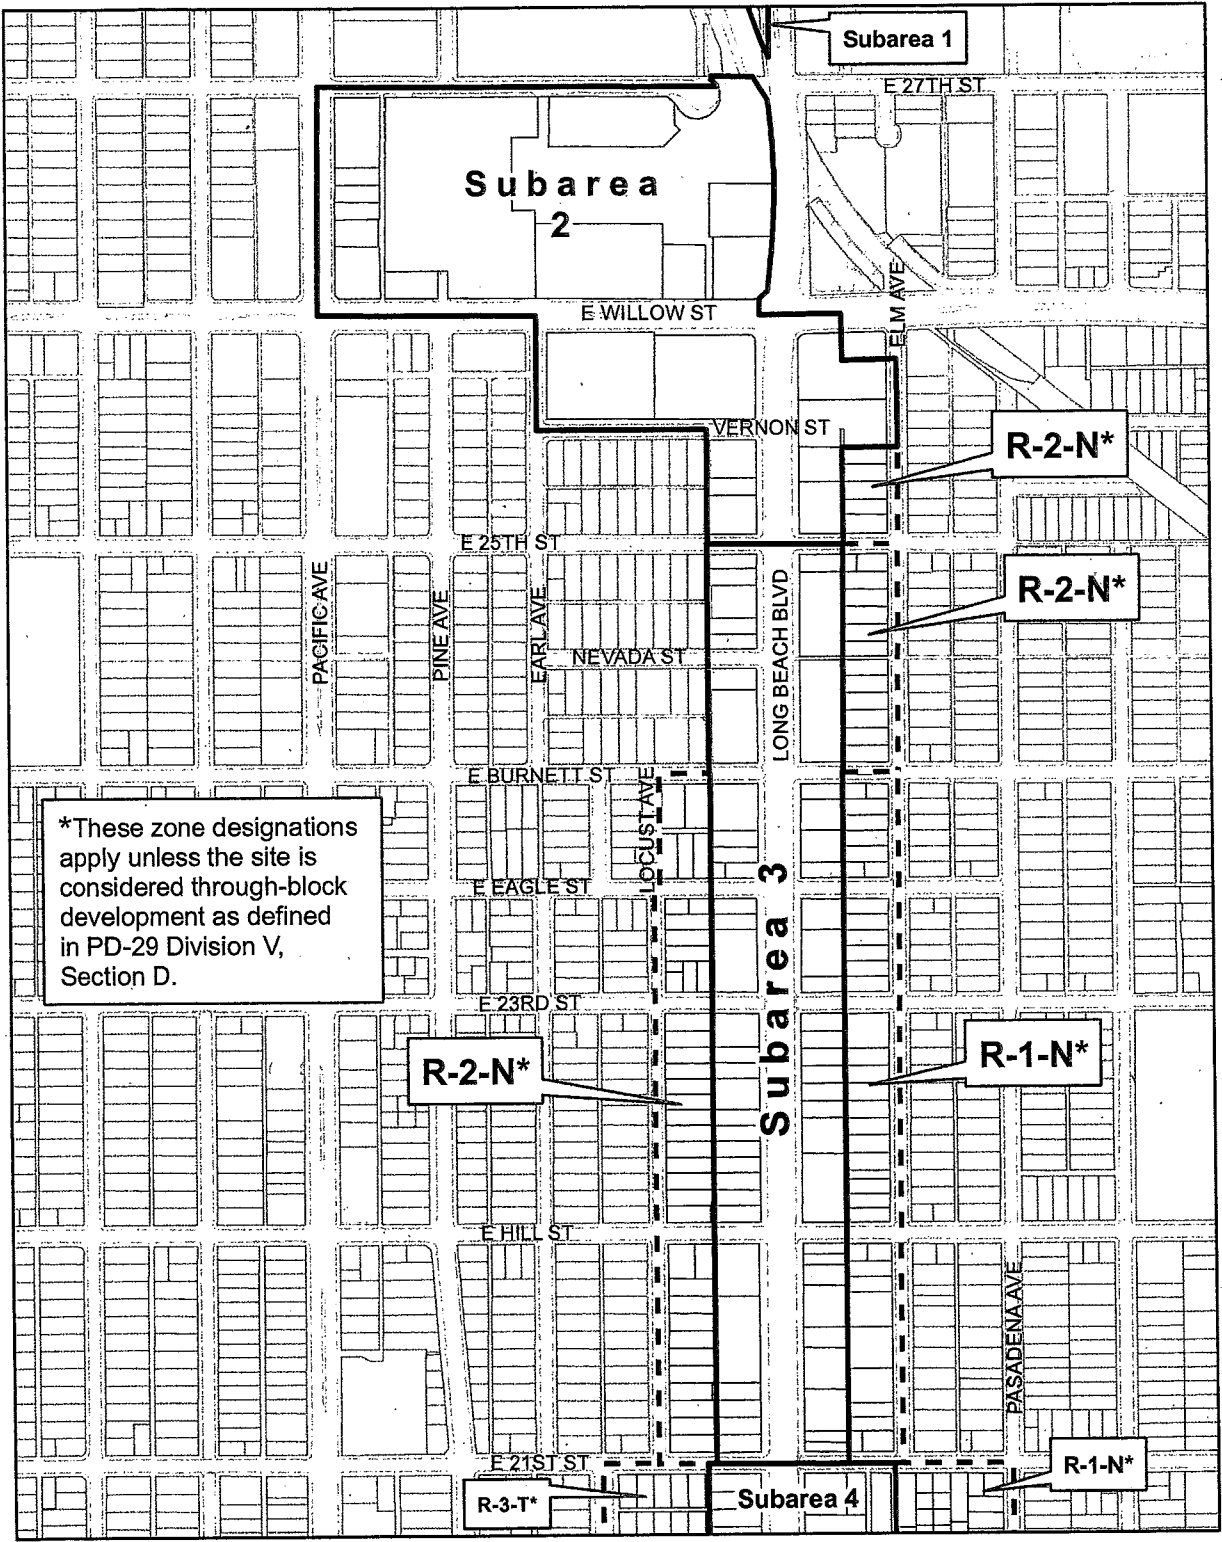 Subarea 1
E 27TH ST
Subarea
2
E WILLOW ST
ELM AVE
VERNON ST
R-2-N*
E 25TH ST
R-2-N*
PACIFIC AVE
PINE AVE
EARL AVE
LONG BEACH BLVD
NEVADA ST
E BURNETT ST
LOCUST AVE
*These zone designations
apply unless the site is
considered through-block
development as defined
in PD-29 Division V,
Section D.
E EAGLE ST
Subarea 3
E 23RD ST
R-2-N*
R-1-N*
E HILL ST
PASADENA AVE
E 21ST ST
R-1-N*
R-3-T*
Subarea 4